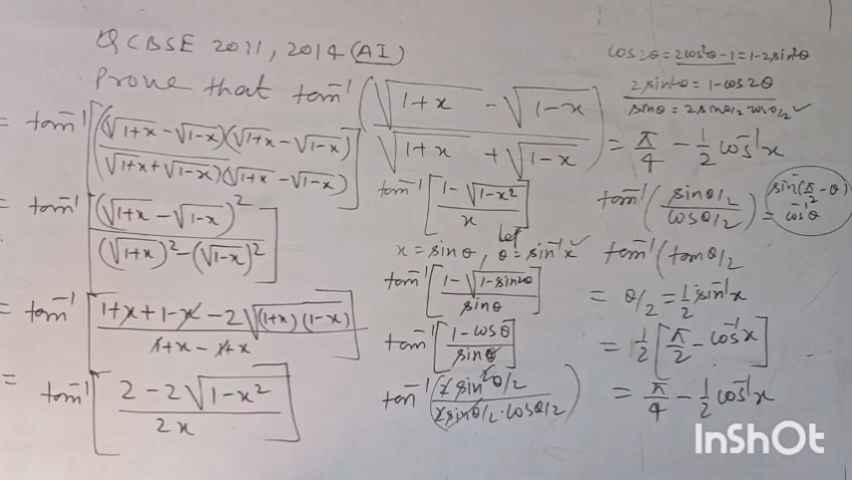 Q CBSE 2011, 2014 (AI)
Prove that tan⁻¹((√(1+x) - √(1-x))/(√(1+x) + √(1-x))) = π/4 - 1/2 cos⁻¹x
= tan⁻¹[((√(1+x) - √(1-x))(√(1+x) - √(1-x)))/((√(1+x) + √(1-x))(√(1+x) - √(1-x)))]
= tan⁻¹[(√(1+x) - √(1-x))²/((√(1+x))² - (√(1-x))²)]
= tan⁻¹[(1+x+1-x-2√((1+x)(1-x)))/(1+x-1+x)]
= tan⁻¹[(2-2√(1-x²))/2x]
tan⁻¹[(1-√(1-x²))/x]
let
x = sinθ, θ = sin⁻¹x
tan⁻¹[(1-√(1-sin²θ))/sinθ]
tan⁻¹[(1-cosθ)/sinθ]
tan⁻¹(2sin²θ/2/(2sinθ/2·cosθ/2))
cos2θ = 2cos²θ-1 = 1-2sin²θ
2sin²θ = 1-cos2θ
sinθ = 2sinθ/2 cosθ/2 ✓
tan⁻¹(sinθ/2/cosθ/2) =
sin(π/2-θ)
cos⁻¹θ
tan⁻¹(tanθ/2
= θ/2 = 1/2 sin⁻¹x
= 1/2[π/2 - cos⁻¹x]
= π/4 - 1/2 cos⁻¹x
InShOt